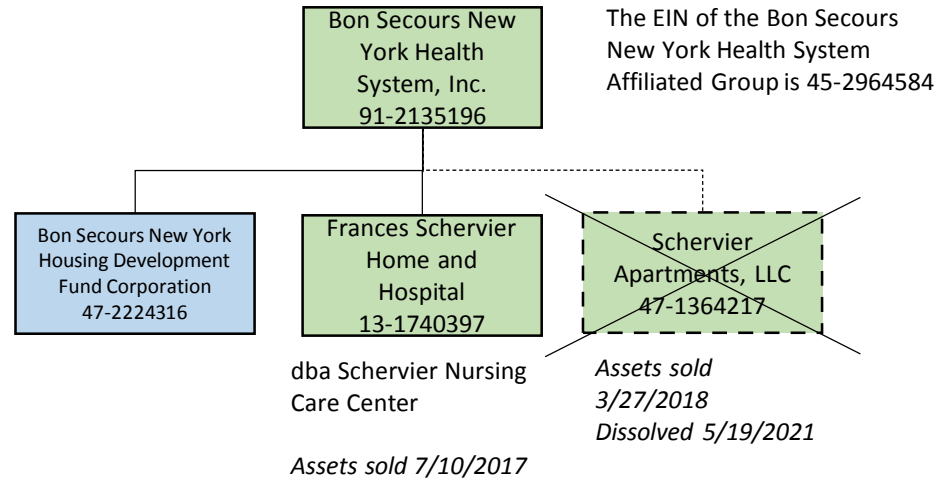 Bon Secours New
York Health
System, Inc.
91-2135196
The EIN of the Bon Secours
New York Health System
Affiliated Group is 45-2964584
Bon Secours New York
Housing Development
Fund Corporation
47-2224316
Frances Schervier
Home and
Hospital
13-1740397
Schervier
Apartments, LLC
47-1364217
dba Schervier Nursing
Care Center
Assets sold 7/10/2017
Assets sold
3/27/2018
Dissolved 5/19/2021